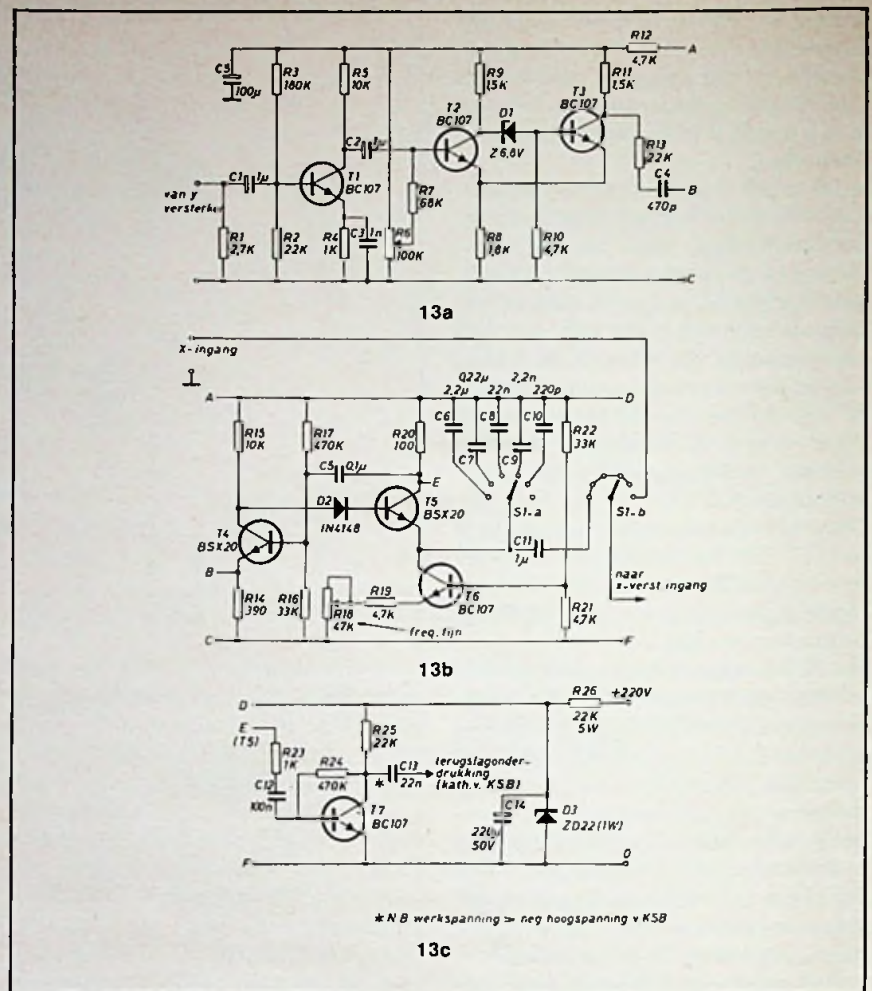 R12
4,7K
A
C5
100µ
R3
180K
R5
10K
R9
1,5K
R11
1,5K
T2
BC107
D1
Z6,8V
T3
BC107
C1
1µ
C2
1µ
T1
BC107
R13
22K
C4
470p
B
van y
versterker
R7
68K
R1
2,7K
R2
22K
R4
1K
C3
1n
R6
100K
R8
1,8K
R10
4,7K
C
13a
X-ingang
A
0,22µ
2,2n
2,2µ
22n
220p
D
R15
10K
R17
470K
R20
100
C6
C8
C10
C7
C9
R22
33K
C5
0,1µ
E
D2
1N4148
T5
BSX20
S1-a
S1-b
T4
BSX20
C11
1µ
B
naar
x-verst ingang
R14
390
R16
33K
R18
47K
R19
4,7K
T6
BC107
R21
4,7K
freq. fijn
C
F
13b
D
R26
+220V
22K
5W
E
(T5)
R25
22K
R23
1K
R24
470K
C13
22n
*
terugslagonder-
drukking
(kath.v. KSB)
C12
100n
T7
BC107
C14
220µ
50V
D3
ZD22(1W)
F
0
* NB werkspanning = neg hoogspanning v KSB
13c